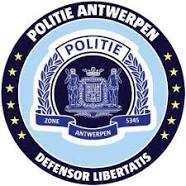 POLITIE ANTWERPEN
POLITIE
ZONE 5345
ANTWERPEN
DEFENSOR LIBERTATIS